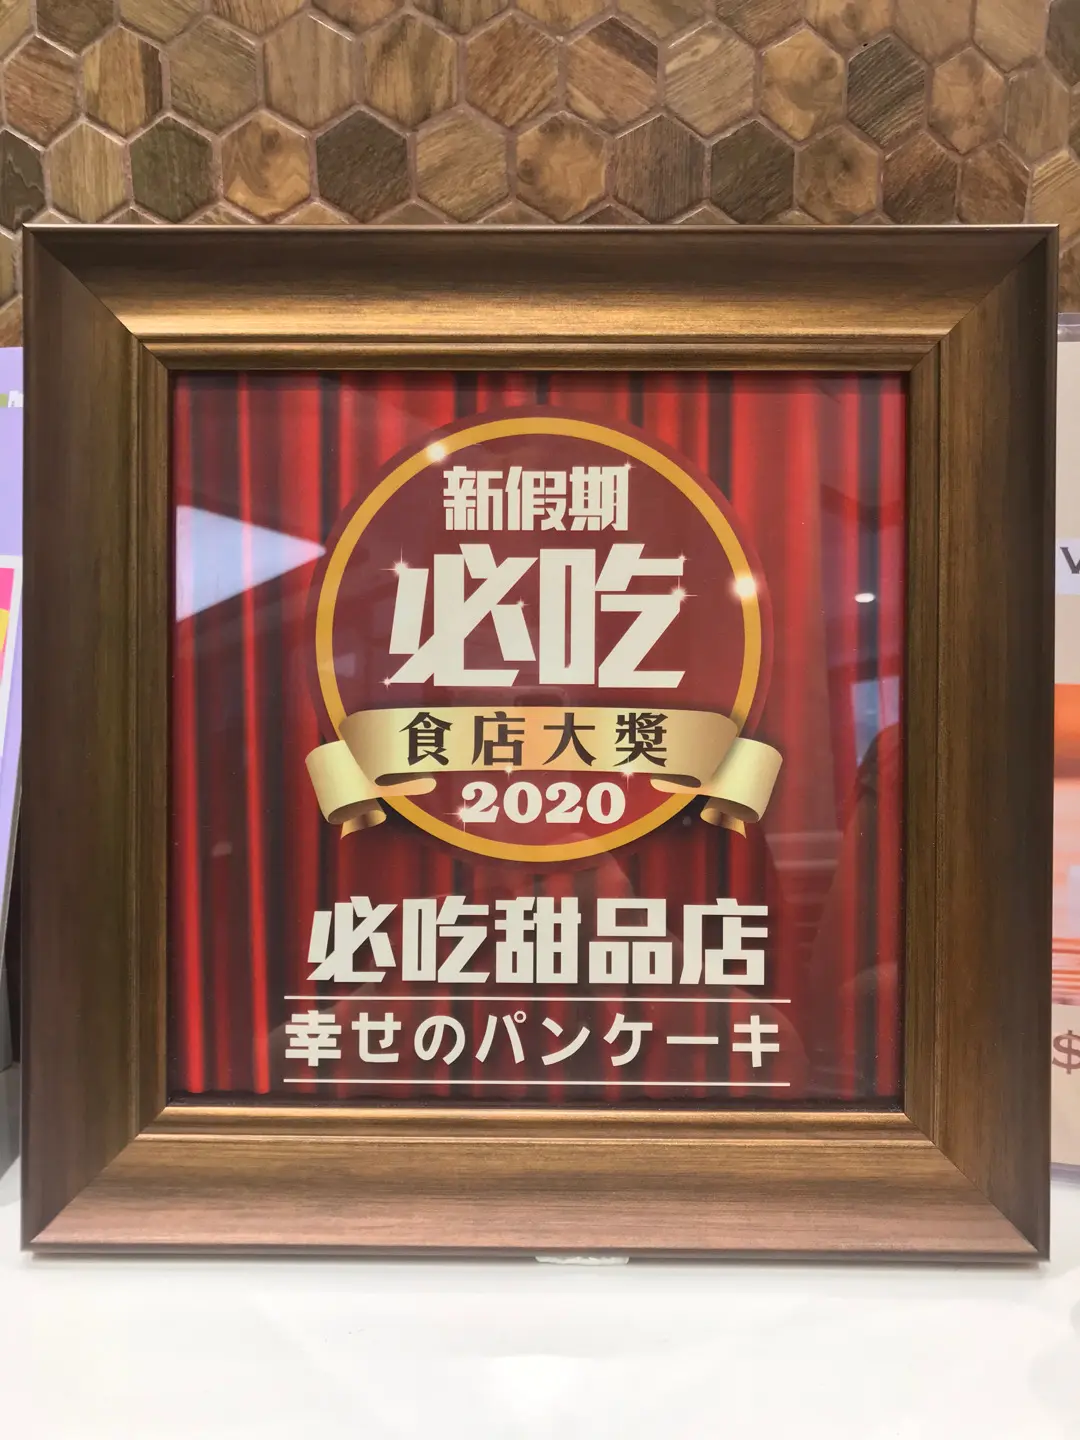 新假期
必吃
食店大獎
2020
必吃甜品店
幸せのパンケーキ
$